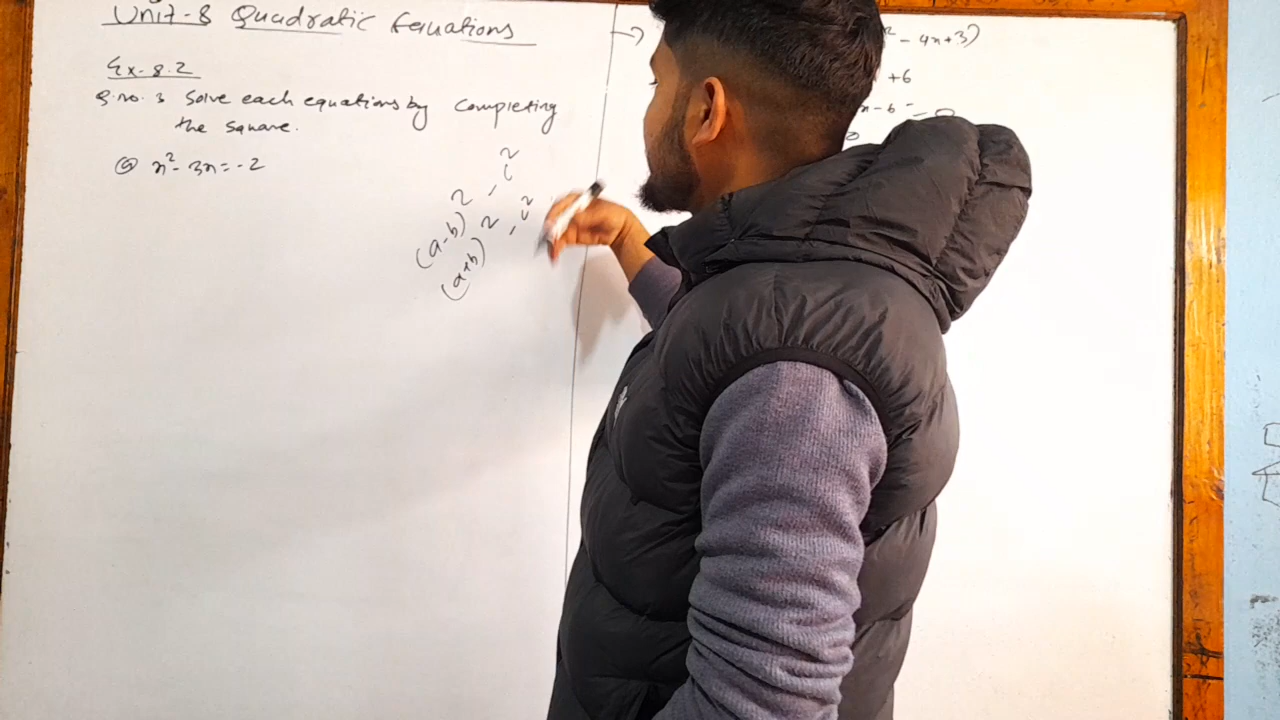 Unit-8 Quadratic Equations
Ex-8.2
Q.no. 3 Solve each equations by Completing
the Square.
@ x² - 3x = -2
(a-b)²,
(a+b)²,
→
- 4x+3)
+6
x-6 = 0